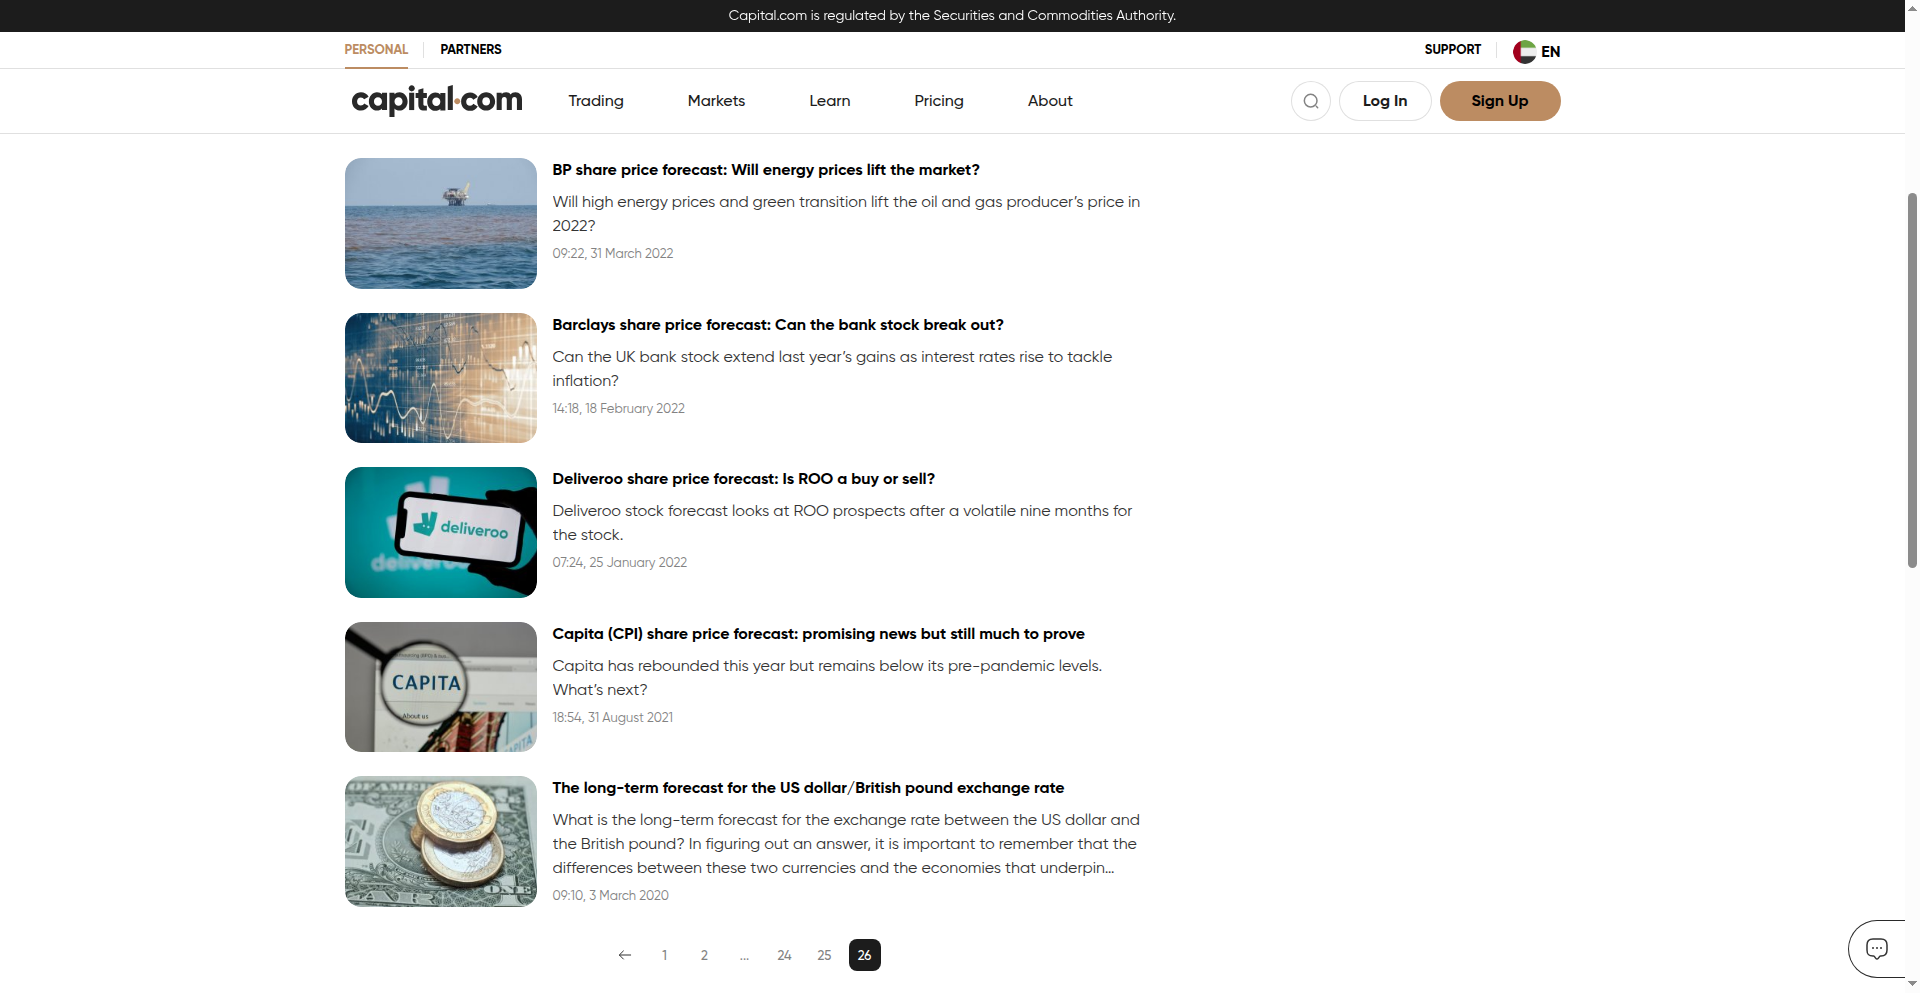 Capital.com is regulated by the Securities and Commodities Authority.
PERSONAL
PARTNERS
SUPPORT
EN
capital.com
Trading
Markets
Learn
Pricing
About
Log In
Sign Up
BP share price forecast: Will energy prices lift the market?
Will high energy prices and green transition lift the oil and gas producer’s price in
2022?
09:22, 31 March 2022
Barclays share price forecast: Can the bank stock break out?
Can the UK bank stock extend last year’s gains as interest rates rise to tackle
inflation?
14:18, 18 February 2022
deliveroo
Deliveroo share price forecast: Is ROO a buy or sell?
Deliveroo stock forecast looks at ROO prospects after a volatile nine months for
the stock.
07:24, 25 January 2022
CAPITA
About us
Capita (CPI) share price forecast: promising news but still much to prove
Capita has rebounded this year but remains below its pre-pandemic levels.
What’s next?
18:54, 31 August 2021
ONE
The long-term forecast for the US dollar/British pound exchange rate
What is the long-term forecast for the exchange rate between the US dollar and
the British pound? In figuring out an answer, it is important to remember that the
differences between these two currencies and the economies that underpin...
09:10, 3 March 2020
1
2
...
24
25
26